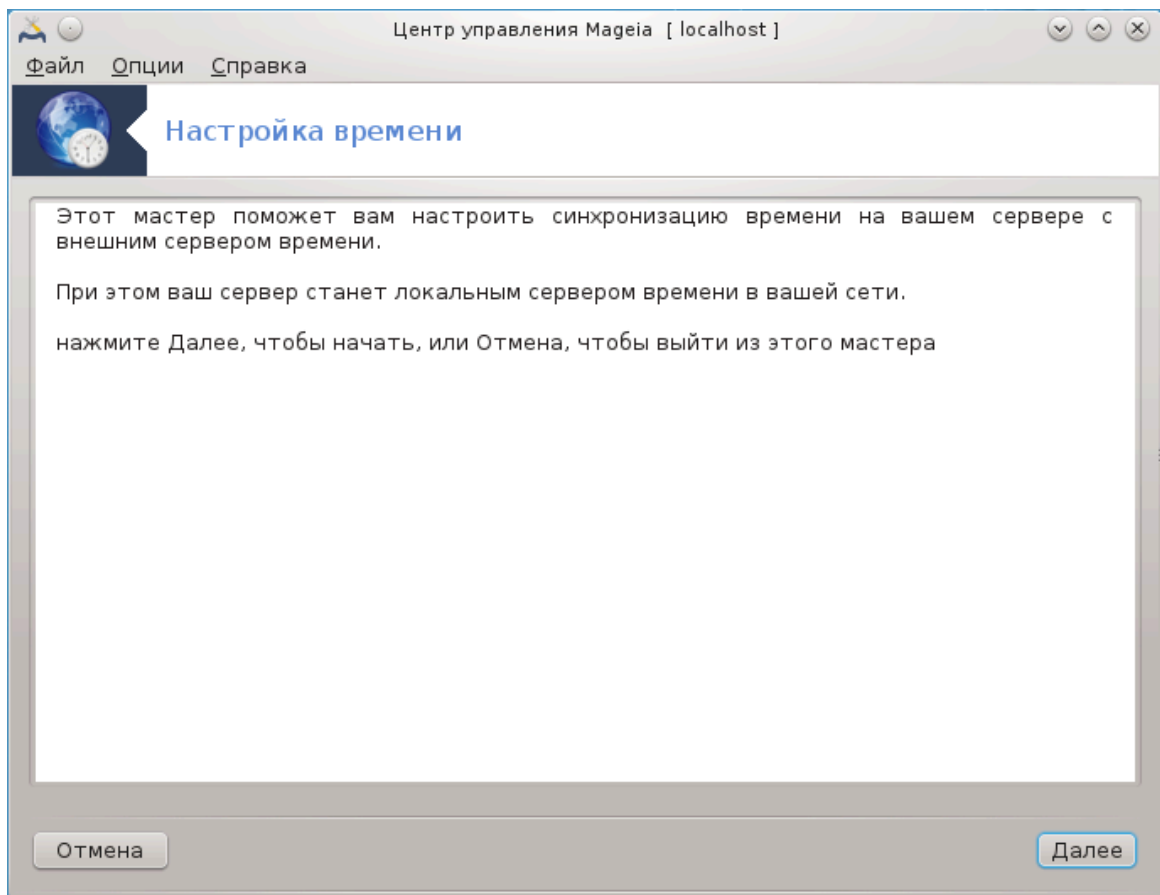 Центр управления Mageia [ localhost ]
Файл Опции Справка
Настройка времени
Этот мастер поможет вам настроить синхронизацию времени на вашем сервере с
внешним сервером времени.
При этом ваш сервер станет локальным сервером времени в вашей сети.
нажмите Далее, чтобы начать, или Отмена, чтобы выйти из этого мастера
Отмена Далее